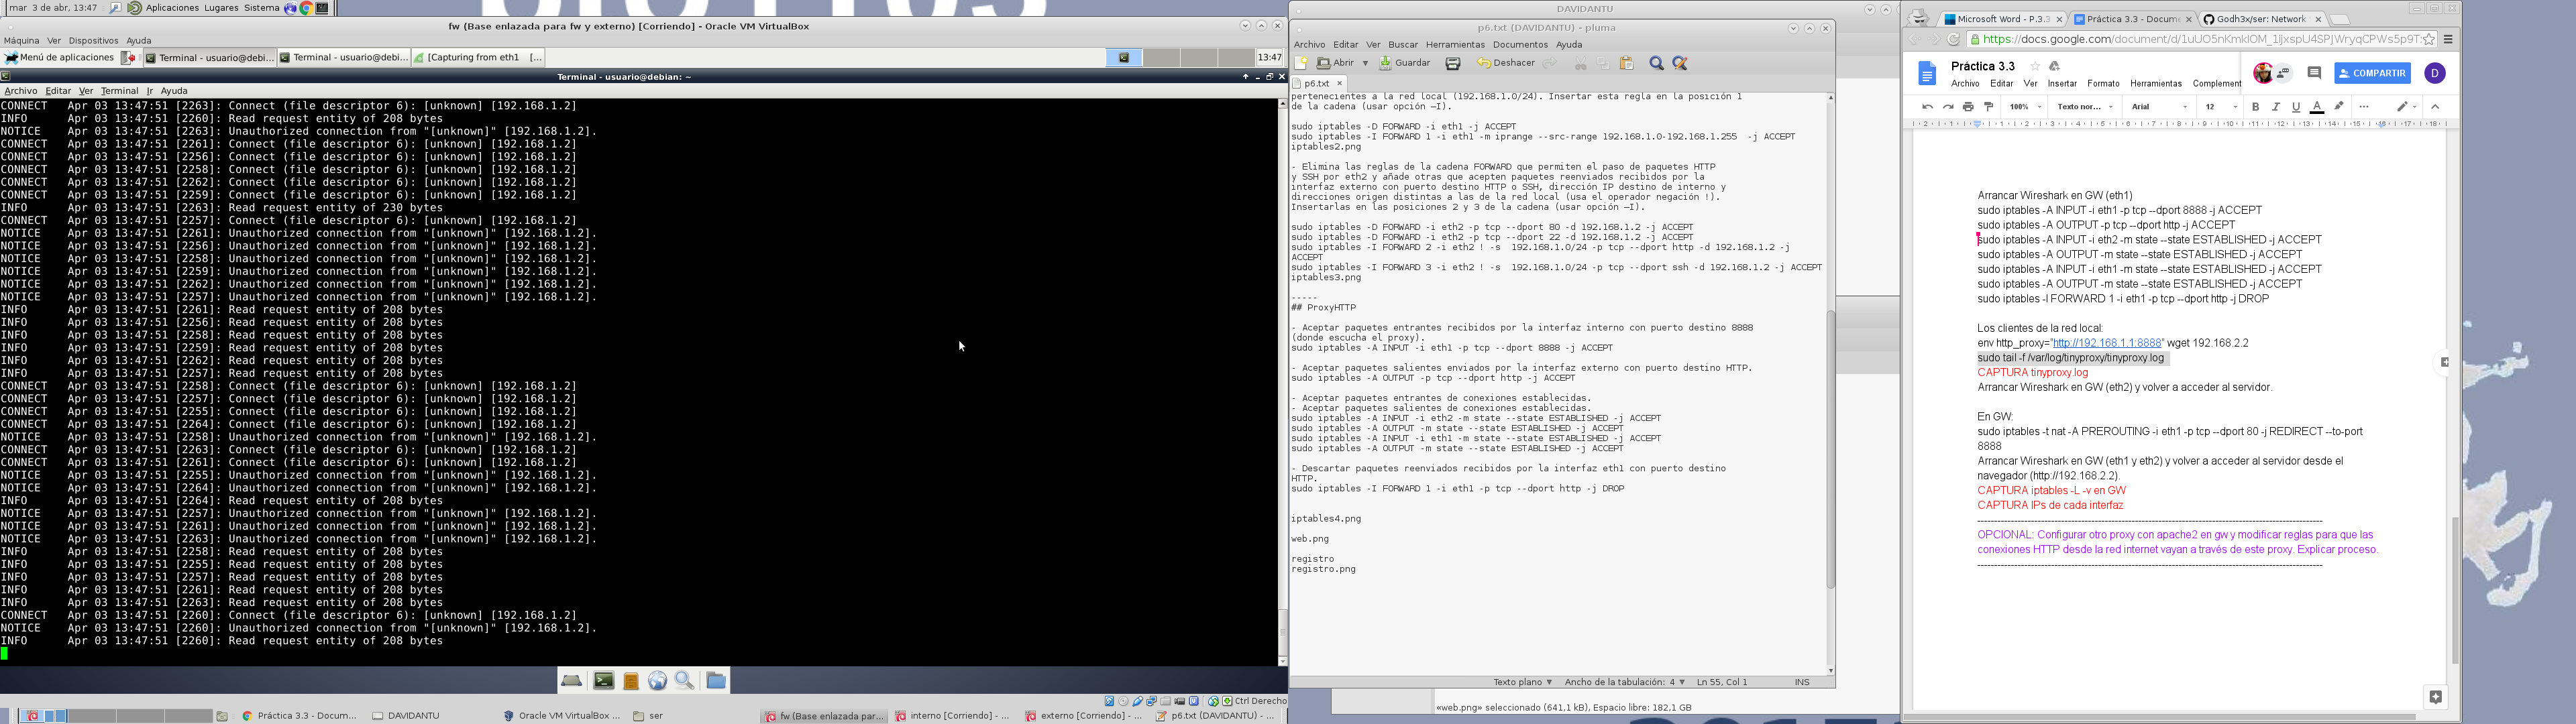 mar 3 de abr, 13:47 Aplicaciones Lugares Sistema
fw (Base enlazada para fw y externo) [Corriendo] - Oracle VM VirtualBox
Máquina Ver Dispositivos Ayuda
Menú de aplicaciones Terminal - usuario@debi... Terminal - usuario@debi... [Capturing from eth1 [... 13:47
Terminal - usuario@debian: ~
Archivo Editar Ver Terminal Ir Ayuda
CONNECT Apr 03 13:47:51 [2263]: Connect (file descriptor 6): [unknown] [192.168.1.2]
INFO Apr 03 13:47:51 [2260]: Read request entity of 208 bytes
NOTICE Apr 03 13:47:51 [2263]: Unauthorized connection from "[unknown]" [192.168.1.2].
CONNECT Apr 03 13:47:51 [2261]: Connect (file descriptor 6): [unknown] [192.168.1.2]
CONNECT Apr 03 13:47:51 [2256]: Connect (file descriptor 6): [unknown] [192.168.1.2]
CONNECT Apr 03 13:47:51 [2258]: Connect (file descriptor 6): [unknown] [192.168.1.2]
CONNECT Apr 03 13:47:51 [2262]: Connect (file descriptor 6): [unknown] [192.168.1.2]
CONNECT Apr 03 13:47:51 [2259]: Connect (file descriptor 6): [unknown] [192.168.1.2]
INFO Apr 03 13:47:51 [2263]: Read request entity of 230 bytes
CONNECT Apr 03 13:47:51 [2257]: Connect (file descriptor 6): [unknown] [192.168.1.2]
NOTICE Apr 03 13:47:51 [2261]: Unauthorized connection from "[unknown]" [192.168.1.2].
NOTICE Apr 03 13:47:51 [2256]: Unauthorized connection from "[unknown]" [192.168.1.2].
NOTICE Apr 03 13:47:51 [2258]: Unauthorized connection from "[unknown]" [192.168.1.2].
NOTICE Apr 03 13:47:51 [2259]: Unauthorized connection from "[unknown]" [192.168.1.2].
NOTICE Apr 03 13:47:51 [2262]: Unauthorized connection from "[unknown]" [192.168.1.2].
NOTICE Apr 03 13:47:51 [2257]: Unauthorized connection from "[unknown]" [192.168.1.2].
INFO Apr 03 13:47:51 [2261]: Read request entity of 208 bytes
INFO Apr 03 13:47:51 [2256]: Read request entity of 208 bytes
INFO Apr 03 13:47:51 [2258]: Read request entity of 208 bytes
INFO Apr 03 13:47:51 [2259]: Read request entity of 208 bytes
INFO Apr 03 13:47:51 [2262]: Read request entity of 208 bytes
INFO Apr 03 13:47:51 [2257]: Read request entity of 208 bytes
CONNECT Apr 03 13:47:51 [2258]: Connect (file descriptor 6): [unknown] [192.168.1.2]
CONNECT Apr 03 13:47:51 [2257]: Connect (file descriptor 6): [unknown] [192.168.1.2]
CONNECT Apr 03 13:47:51 [2255]: Connect (file descriptor 6): [unknown] [192.168.1.2]
CONNECT Apr 03 13:47:51 [2264]: Connect (file descriptor 6): [unknown] [192.168.1.2]
NOTICE Apr 03 13:47:51 [2258]: Unauthorized connection from "[unknown]" [192.168.1.2].
CONNECT Apr 03 13:47:51 [2263]: Connect (file descriptor 6): [unknown] [192.168.1.2]
CONNECT Apr 03 13:47:51 [2261]: Connect (file descriptor 6): [unknown] [192.168.1.2]
NOTICE Apr 03 13:47:51 [2255]: Unauthorized connection from "[unknown]" [192.168.1.2].
NOTICE Apr 03 13:47:51 [2264]: Unauthorized connection from "[unknown]" [192.168.1.2].
INFO Apr 03 13:47:51 [2264]: Read request entity of 208 bytes
NOTICE Apr 03 13:47:51 [2257]: Unauthorized connection from "[unknown]" [192.168.1.2].
NOTICE Apr 03 13:47:51 [2261]: Unauthorized connection from "[unknown]" [192.168.1.2].
NOTICE Apr 03 13:47:51 [2263]: Unauthorized connection from "[unknown]" [192.168.1.2].
INFO Apr 03 13:47:51 [2258]: Read request entity of 208 bytes
INFO Apr 03 13:47:51 [2255]: Read request entity of 208 bytes
INFO Apr 03 13:47:51 [2257]: Read request entity of 208 bytes
INFO Apr 03 13:47:51 [2261]: Read request entity of 208 bytes
INFO Apr 03 13:47:51 [2263]: Read request entity of 208 bytes
CONNECT Apr 03 13:47:51 [2260]: Connect (file descriptor 6): [unknown] [192.168.1.2]
NOTICE Apr 03 13:47:51 [2260]: Unauthorized connection from "[unknown]" [192.168.1.2].
INFO Apr 03 13:47:51 [2260]: Read request entity of 208 bytes
Ctrl Derecho
Práctica 3.3 - Docum... DAVIDANTU Oracle VM VirtualBox ... ser fw (Base enlazada par... interno [Corriendo] - ... externo [Corriendo] - ... p6.txt (DAVIDANTU) - ...
DAVIDANTU
p6.txt (DAVIDANTU) - pluma
Archivo Editar Ver Buscar Herramientas Documentos Ayuda
Abrir Guardar Deshacer
p6.txt
pertenecientes a la red local (192.168.1.0/24). Insertar esta regla en la posición 1
de la cadena (usar opción –I).
sudo iptables -D FORWARD -i eth1 -j ACCEPT
sudo iptables -I FORWARD 1 -i eth1 -m iprange --src-range 192.168.1.0-192.168.1.255 -j ACCEPT
iptables2.png
- Elimina las reglas de la cadena FORWARD que permiten el paso de paquetes HTTP
y SSH por eth2 y añade otras que acepten paquetes reenviados recibidos por la
interfaz externo con puerto destino HTTP o SSH, dirección IP destino de interno y
direcciones origen distintas a las de la red local (usa el operador negación !).
Insertarlas en las posiciones 2 y 3 de la cadena (usar opción –I).
sudo iptables -D FORWARD -i eth2 -p tcp --dport 80 -d 192.168.1.2 -j ACCEPT
sudo iptables -D FORWARD -i eth2 -p tcp --dport 22 -d 192.168.1.2 -j ACCEPT
sudo iptables -I FORWARD 2 -i eth2 ! -s 192.168.1.0/24 -p tcp --dport http -d 192.168.1.2 -j
ACCEPT
sudo iptables -I FORWARD 3 -i eth2 ! -s 192.168.1.0/24 -p tcp --dport ssh -d 192.168.1.2 -j ACCEPT
iptables3.png
-----
## ProxyHTTP
- Aceptar paquetes entrantes recibidos por la interfaz interno con puerto destino 8888
(donde escucha el proxy).
sudo iptables -A INPUT -i eth1 -p tcp --dport 8888 -j ACCEPT
- Aceptar paquetes salientes enviados por la interfaz externo con puerto destino HTTP.
sudo iptables -A OUTPUT -p tcp --dport http -j ACCEPT
- Aceptar paquetes entrantes de conexiones establecidas.
- Aceptar paquetes salientes de conexiones establecidas.
sudo iptables -A INPUT -i eth2 -m state --state ESTABLISHED -j ACCEPT
sudo iptables -A OUTPUT -m state --state ESTABLISHED -j ACCEPT
sudo iptables -A INPUT -i eth1 -m state --state ESTABLISHED -j ACCEPT
sudo iptables -A OUTPUT -m state --state ESTABLISHED -j ACCEPT
- Descartar paquetes reenviados recibidos por la interfaz eth1 con puerto destino
HTTP.
sudo iptables -I FORWARD 1 -i eth1 -p tcp --dport http -j DROP
iptables4.png
web.png
registro
registro.png
Texto plano Ancho de la tabulación: 4 Ln 55, Col 1 INS
«web.png» seleccionado (641,1 kB), Espacio libre: 182,1 GB
Microsoft Word - P.3.3 Práctica 3.3 - Docume Godh3x/ser: Network
https://docs.google.com/document/d/1uUO5nKmkIOM_1ijxspU4SPjWryqCPWs5p9T
Práctica 3.3
Archivo Editar Ver Insertar Formato Herramientas Complement
COMPARTIR D
100% Texto nor... Arial 12 B I U A
Arrancar Wireshark en GW (eth1)
sudo iptables -A INPUT -i eth1 -p tcp --dport 8888 -j ACCEPT
sudo iptables -A OUTPUT -p tcp --dport http -j ACCEPT
sudo iptables -A INPUT -i eth2 -m state --state ESTABLISHED -j ACCEPT
sudo iptables -A OUTPUT -m state --state ESTABLISHED -j ACCEPT
sudo iptables -A INPUT -i eth1 -m state --state ESTABLISHED -j ACCEPT
sudo iptables -A OUTPUT -m state --state ESTABLISHED -j ACCEPT
sudo iptables -I FORWARD 1 -i eth1 -p tcp --dport http -j DROP
Los clientes de la red local:
env http_proxy="http://192.168.1.1:8888" wget 192.168.2.2
sudo tail -f /var/log/tinyproxy/tinyproxy.log
CAPTURA tinyproxy.log
Arrancar Wireshark en GW (eth2) y volver a acceder al servidor.
En GW:
sudo iptables -t nat -A PREROUTING -i eth1 -p tcp --dport 80 -j REDIRECT --to-port
8888
Arrancar Wireshark en GW (eth1 y eth2) y volver a acceder al servidor desde el
navegador (http://192.168.2.2).
CAPTURA iptables -L -v en GW
CAPTURA IPs de cada interfaz
OPCIONAL: Configurar otro proxy con apache2 en gw y modificar reglas para que las
conexiones HTTP desde la red internet vayan a través de este proxy. Explicar proceso.